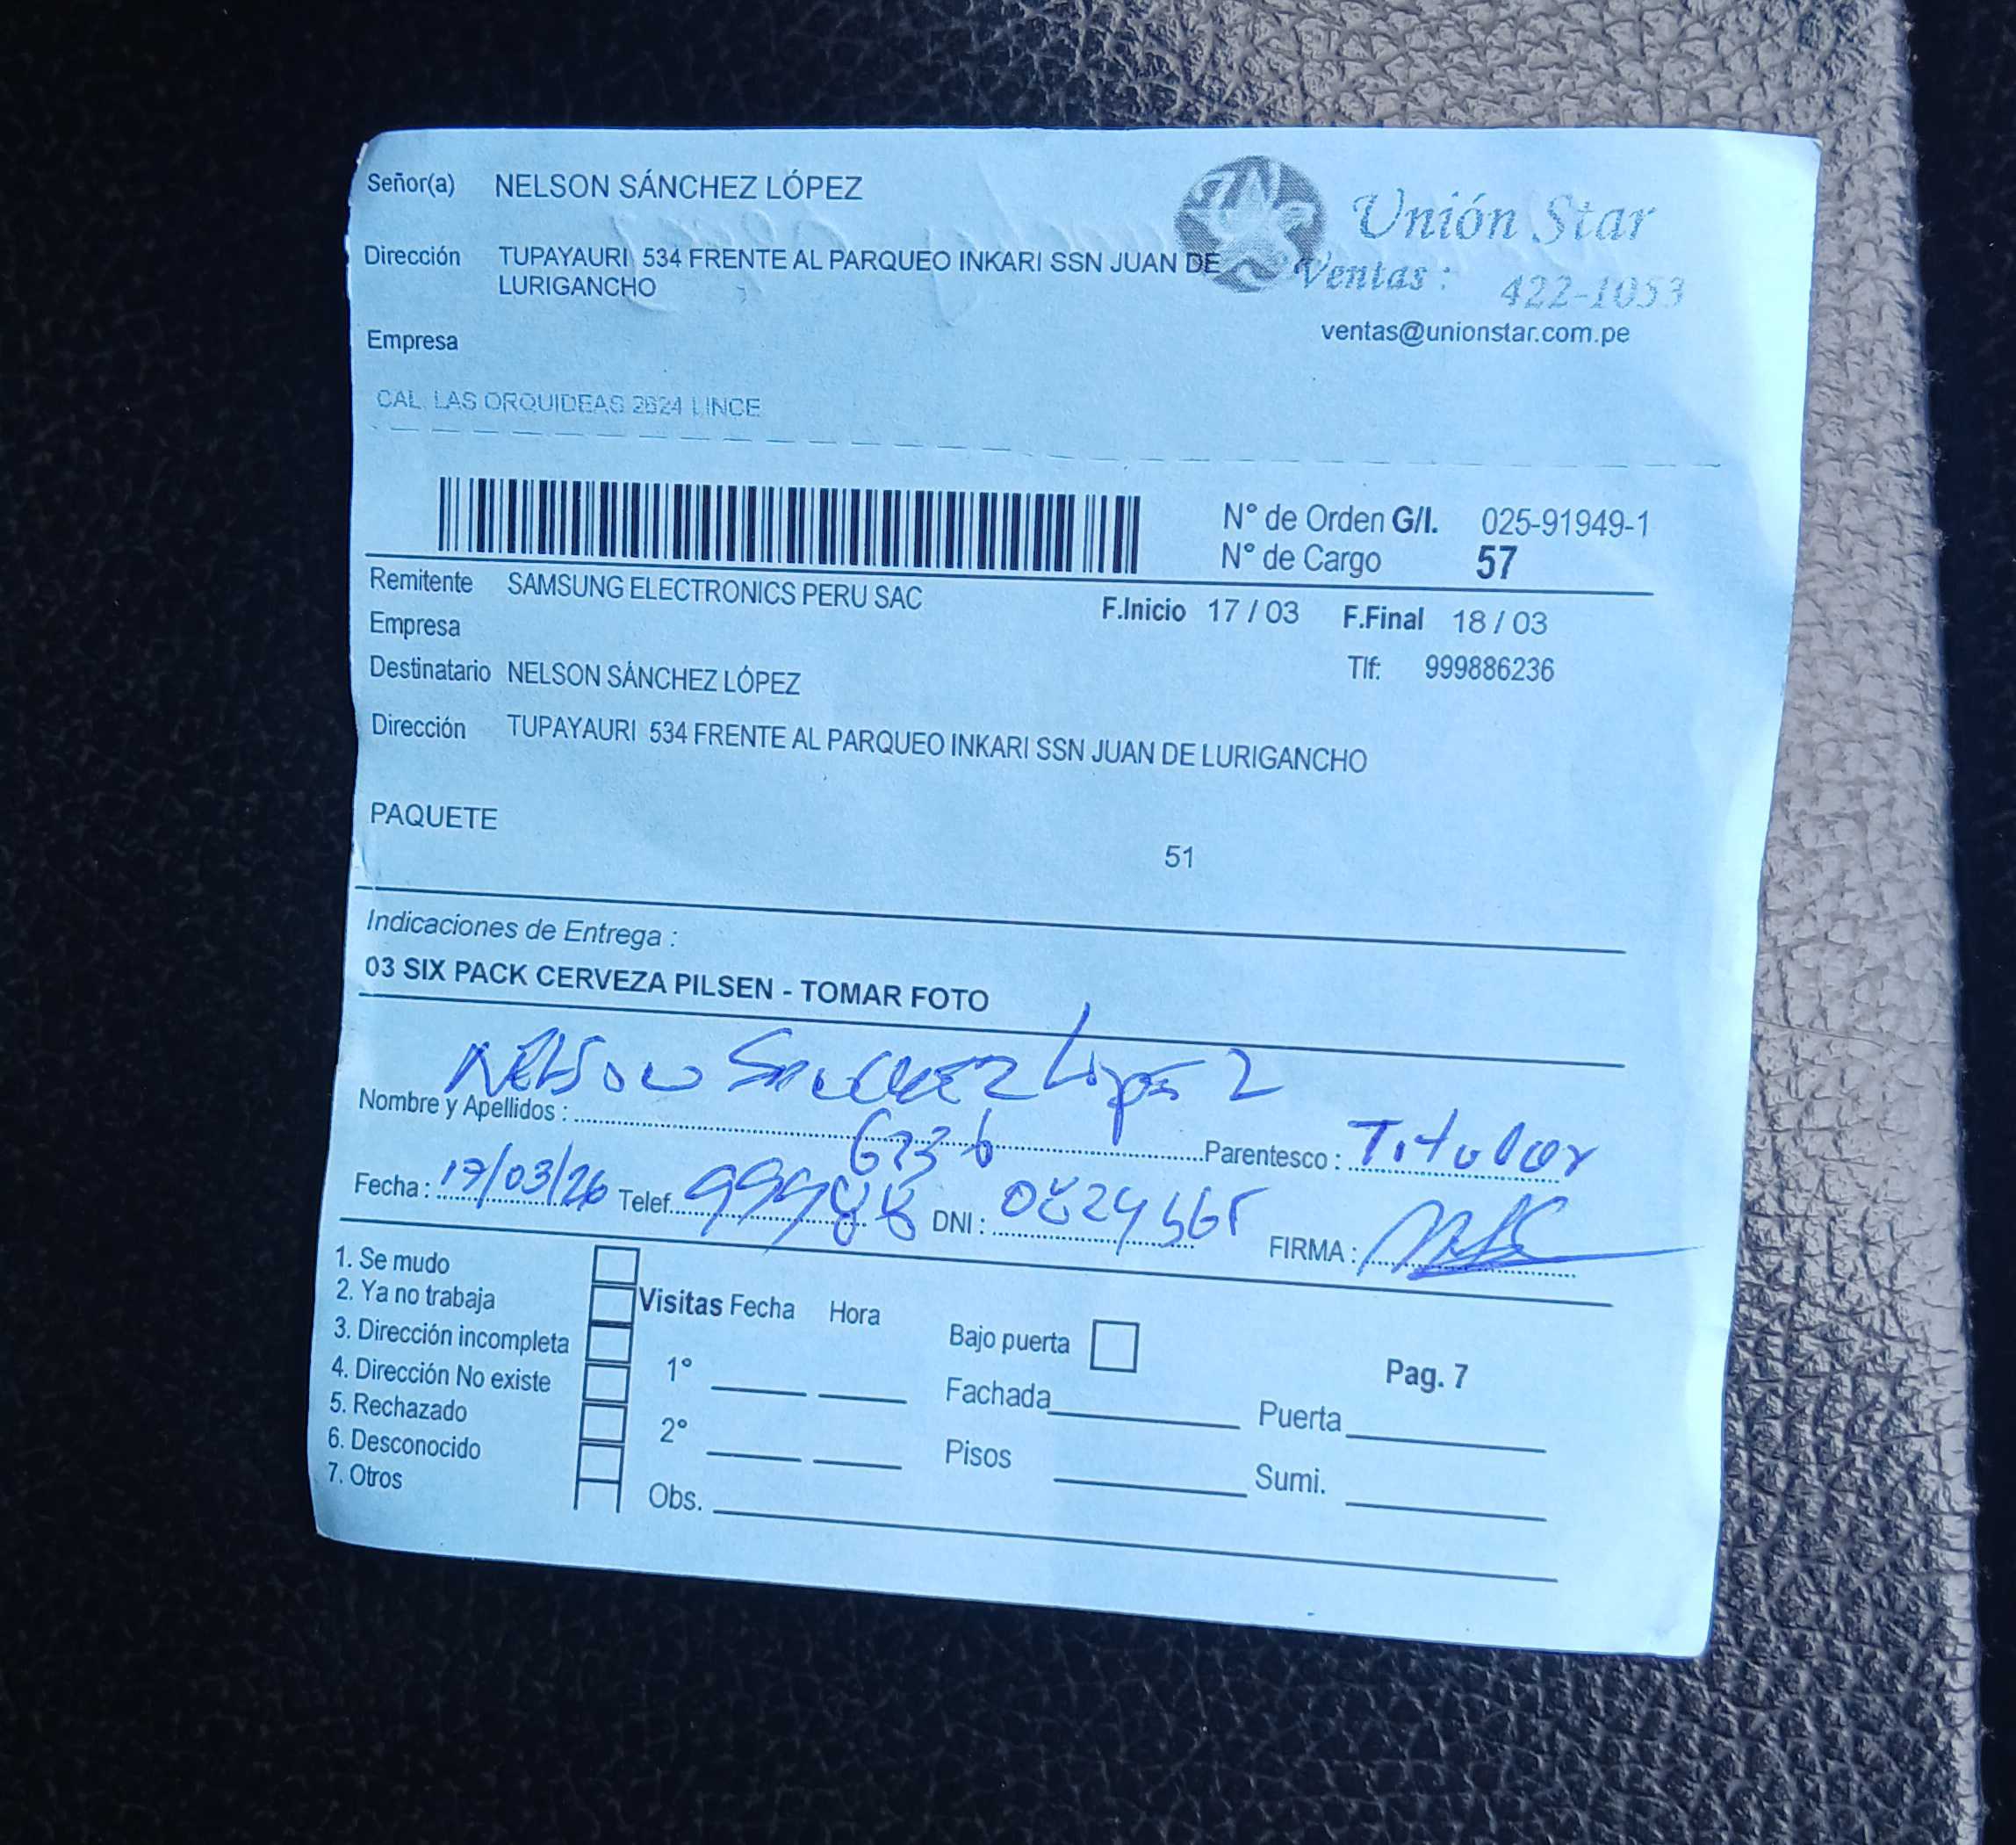 Señor(a) NELSON SÁNCHEZ LÓPEZ
Unión Star
Dirección TUPAYAURI 534 FRENTE AL PARQUEO INKARI SSN JUAN DE
LURIGANCHO
Ventas : 422-1053
ventas@unionstar.com.pe
Empresa
CAL. LAS ORQUIDEAS 2624 LINCE
N° de Orden G/I. 025-91949-1
N° de Cargo 57
Remitente SAMSUNG ELECTRONICS PERU SAC
F.Inicio 17 / 03 F.Final 18 / 03
Empresa
Destinatario NELSON SÁNCHEZ LÓPEZ
Tlf: 999886236
Dirección TUPAYAURI 534 FRENTE AL PARQUEO INKARI SSN JUAN DE LURIGANCHO
PAQUETE
51
Indicaciones de Entrega :
03 SIX PACK CERVEZA PILSEN - TOMAR FOTO
Nombre y Apellidos : Nelson Sanchez Lopez Parentesco : Titular
6236
Fecha : 17/03/26 Telef. 99988 DNI : FIRMA :
1. Se mudo
2. Ya no trabaja
3. Dirección incompleta
4. Dirección No existe
5. Rechazado
6. Desconocido
7. Otros
Visitas Fecha Hora
1°
2°
Obs.
Bajo puerta
Fachada
Pisos
Pag. 7
Puerta
Sumi.